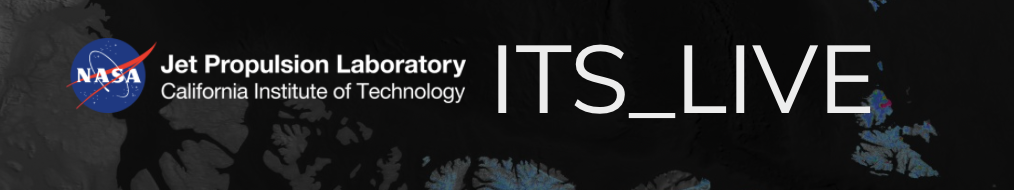 NASA
Jet Propulsion Laboratory
California Institute of Technology
ITS_LIVE